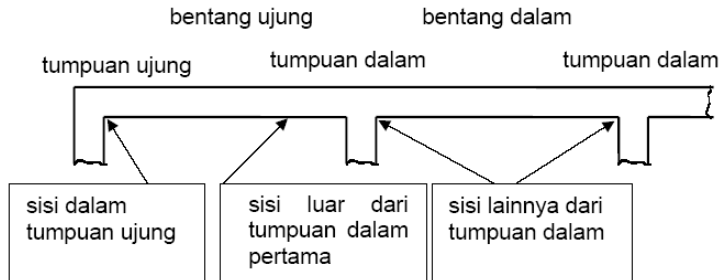 bentang ujung
bentang dalam
tumpuan ujung
tumpuan dalam
tumpuan dalam
sisi dalam
tumpuan ujung
sisi luar dari
tumpuan dalam
pertama
sisi lainnya dari
tumpuan dalam